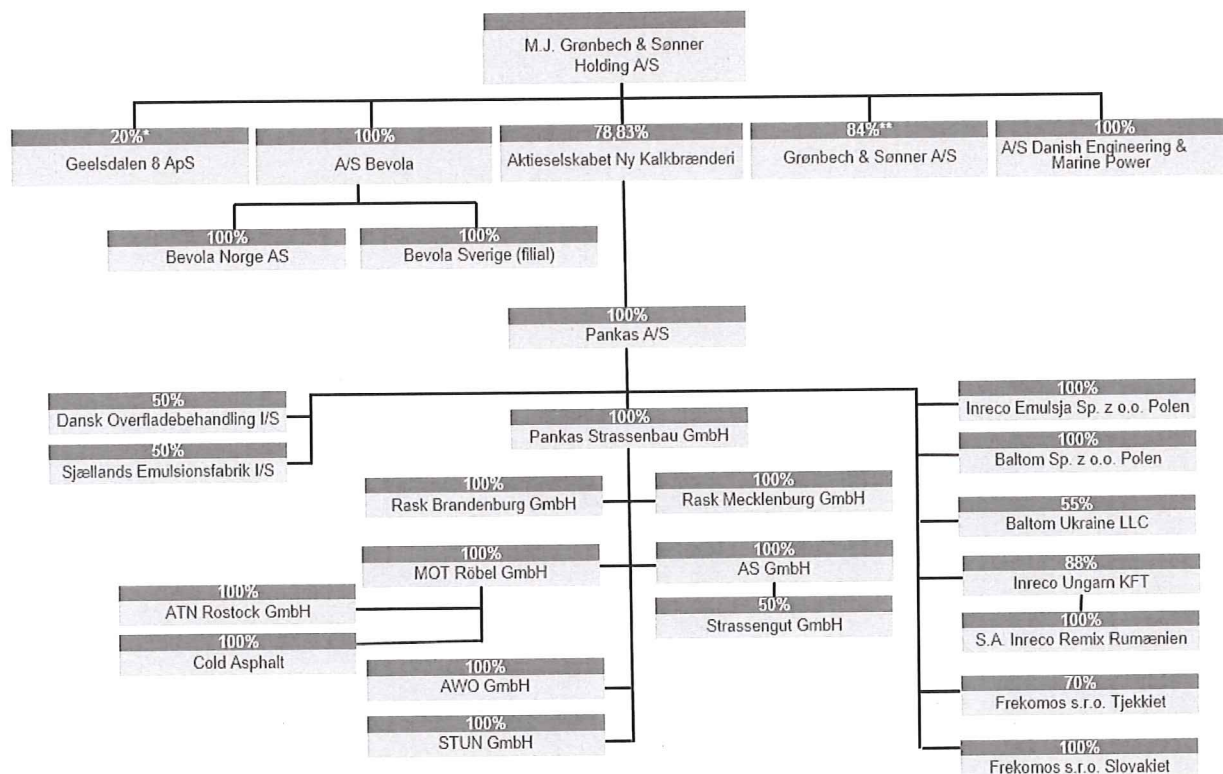 M.J. Grønbech & Sønner
Holding A/S
20%*
Geelsdalen 8 ApS
100%
A/S Bevola
78,83%
Aktieselskabet Ny Kalkbrænderi
84%**
Grønbech & Sønner A/S
100%
A/S Danish Engineering &
Marine Power
100%
Bevola Norge AS
100%
Bevola Sverige (filial)
100%
Pankas A/S
50%
Dansk Overfladebehandling I/S
50%
Sjællands Emulsionsfabrik I/S
100%
Pankas Strassenbau GmbH
100%
Rask Brandenburg GmbH
100%
Rask Mecklenburg GmbH
100%
MOT Röbel GmbH
100%
AS GmbH
100%
ATN Rostock GmbH
100%
Cold Asphalt
50%
Strassengut GmbH
100%
AWO GmbH
100%
STUN GmbH
100%
Inreco Emulsja Sp. z o.o. Polen
100%
Baltom Sp. z o.o. Polen
55%
Baltom Ukraine LLC
88%
Inreco Ungarn KFT
100%
S.A. Inreco Remix Rumænien
70%
Frekomos s.r.o. Tjekkiet
100%
Frekomos s.r.o. Slovakiet